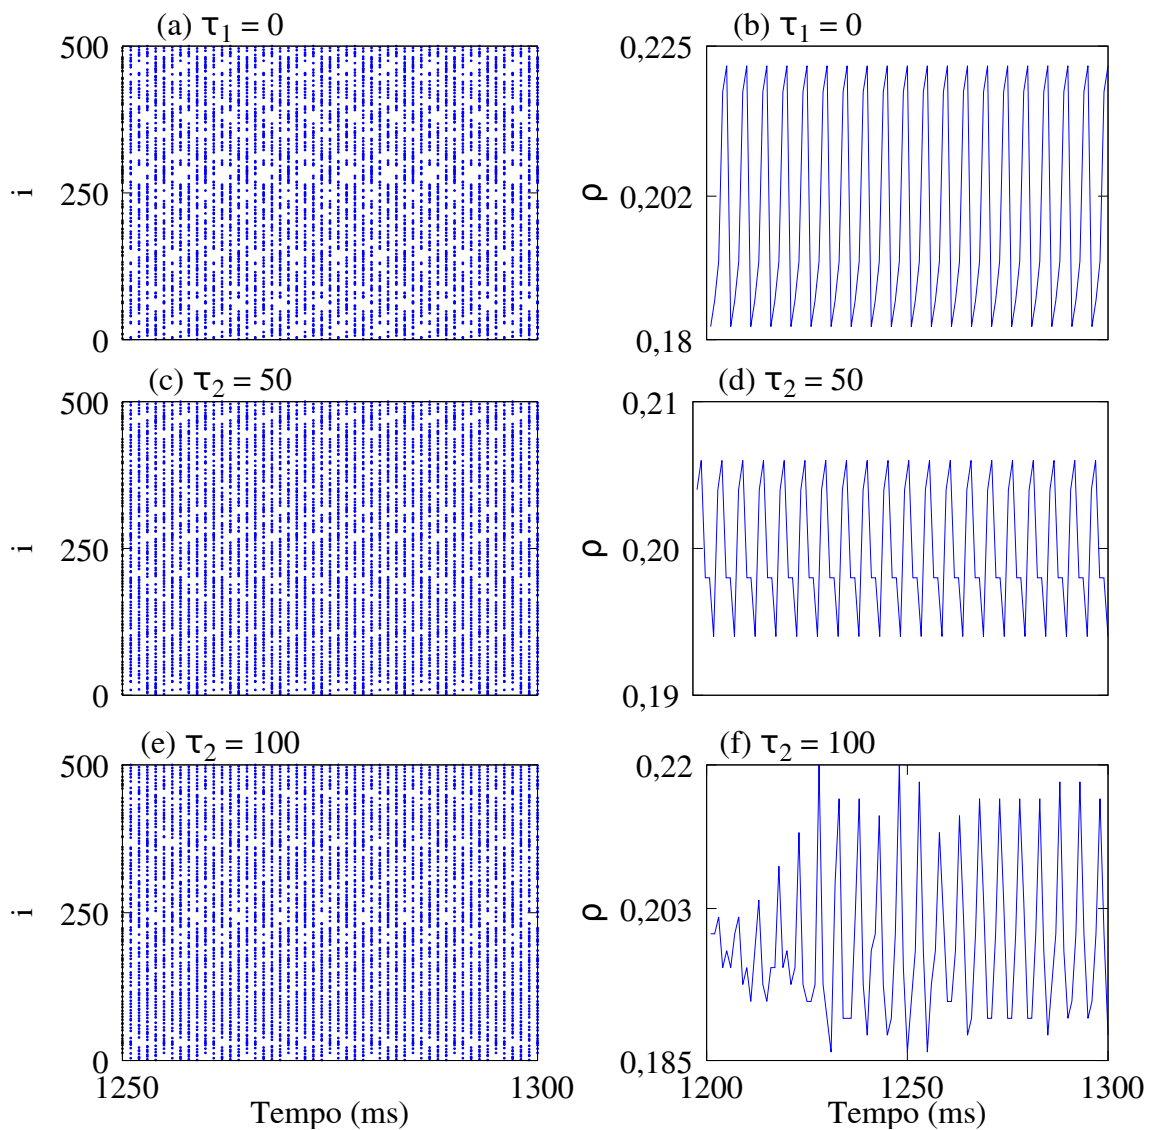 (a) τ1 = 0
(b) τ1 = 0
500
250
0
i
0,225
0,202
0,18
ρ
(c) τ2 = 50
(d) τ2 = 50
500
250
0
i
0,21
0,20
0,19
ρ
(e) τ2 = 100
(f) τ2 = 100
500
250
0
i
1250
1300
Tempo (ms)
0,22
0,203
0,185
ρ
1200
1250
1300
Tempo (ms)